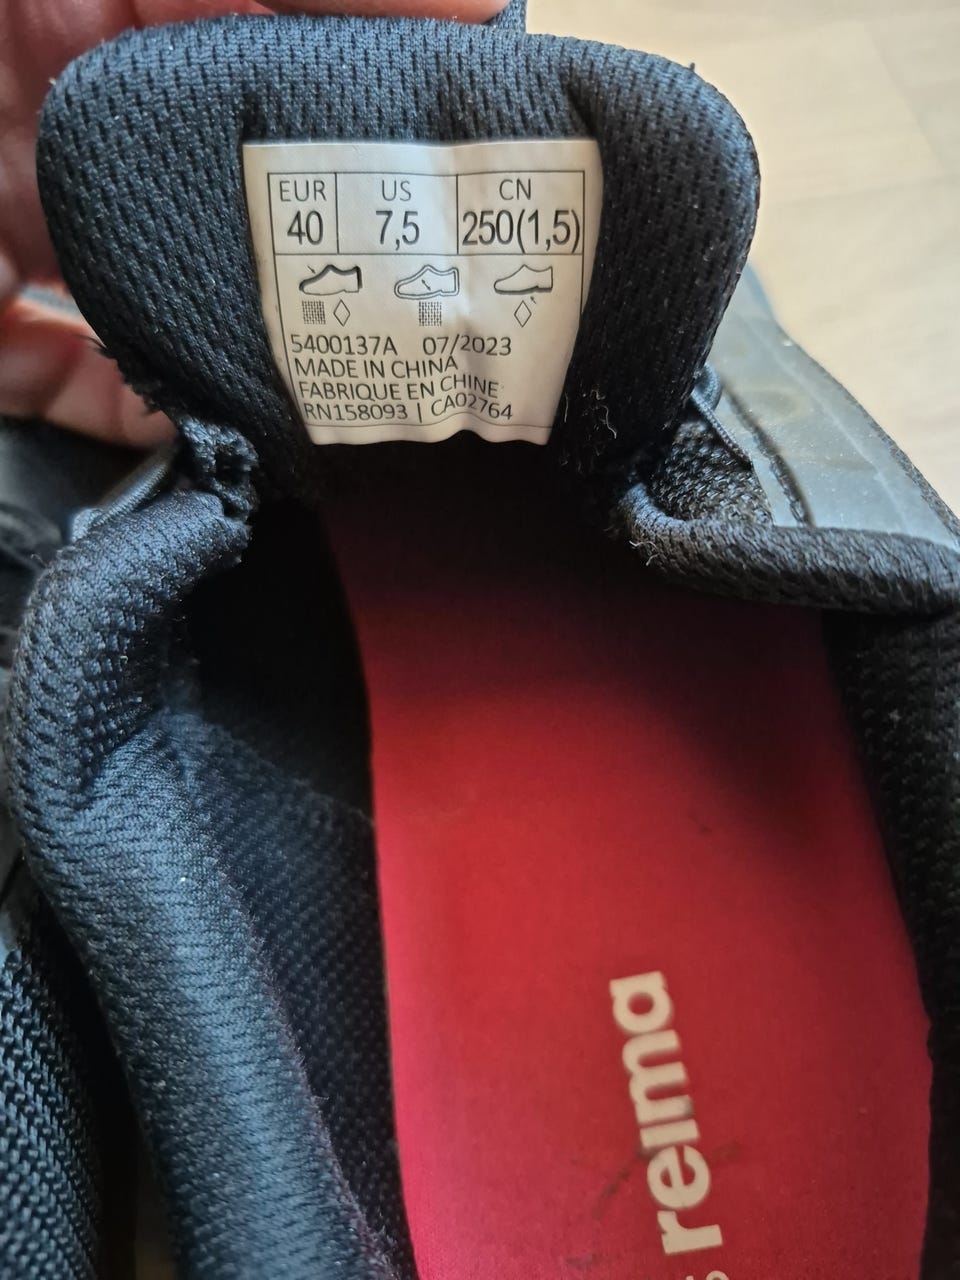 EUR US CN
40 7,5 250(1,5)
5400137A 07/2023
MADE IN CHINA
FABRIQUE EN CHINE
RN158093 | CA02764
reima